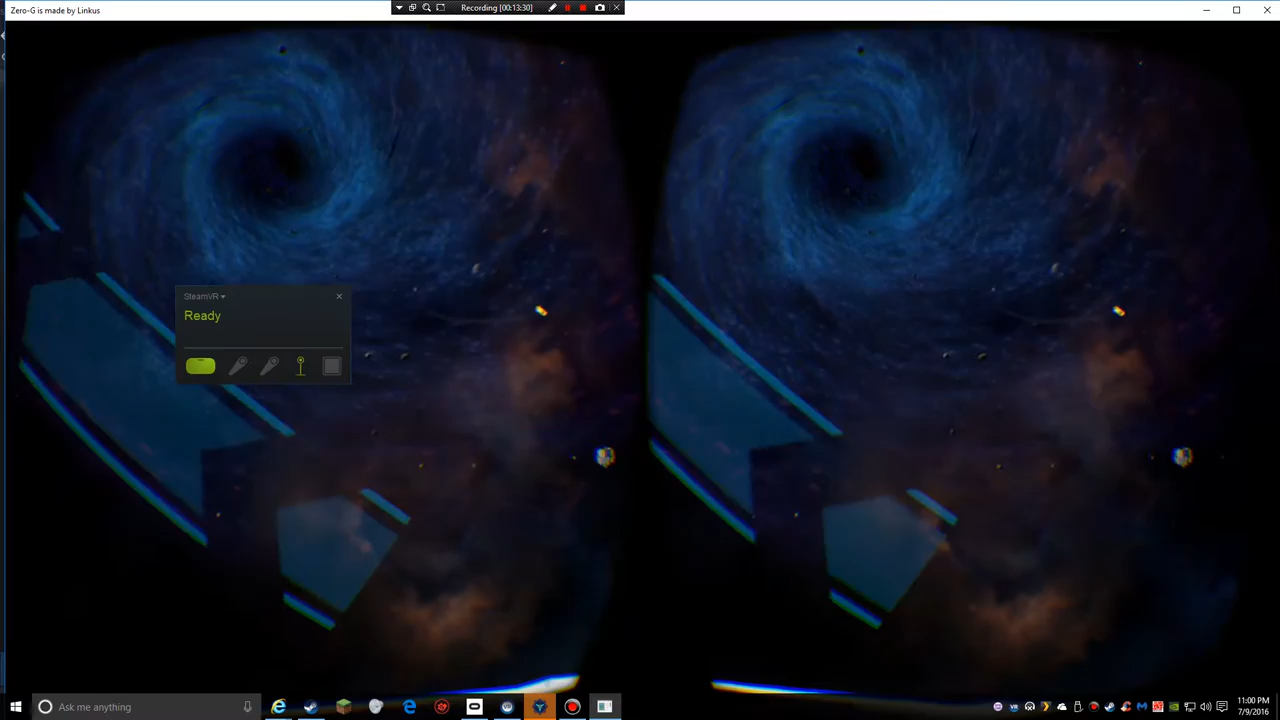 Zero-G is made by Linkus
Recording [00:13:30]
SteamVR
Ready
Ask me anything
11:00 PM
7/9/2016